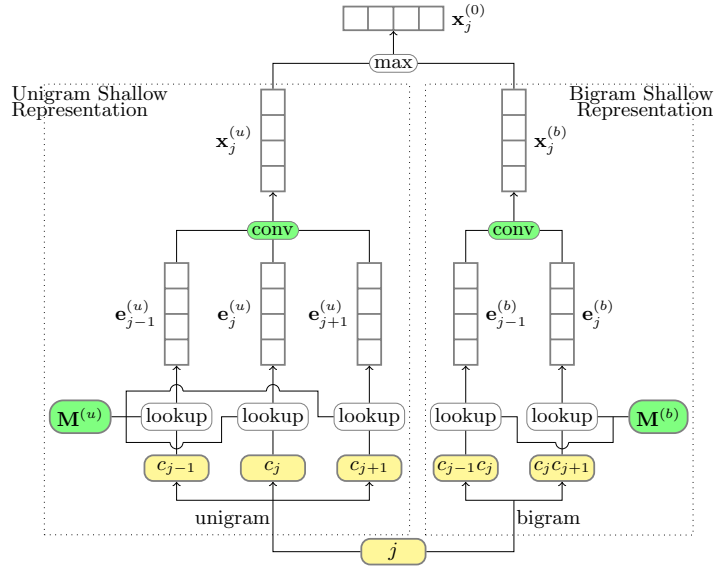 x_j^(0)
max
Unigram Shallow Representation
Bigram Shallow Representation
x_j^(u)
x_j^(b)
conv
conv
e_{j−1}^(u)
e_j^(u)
e_{j+1}^(u)
e_{j−1}^(b)
e_j^(b)
M^(u)
lookup
lookup
lookup
lookup
lookup
M^(b)
c_{j−1}
c_j
c_{j+1}
c_{j−1}c_j
c_jc_{j+1}
unigram
bigram
j